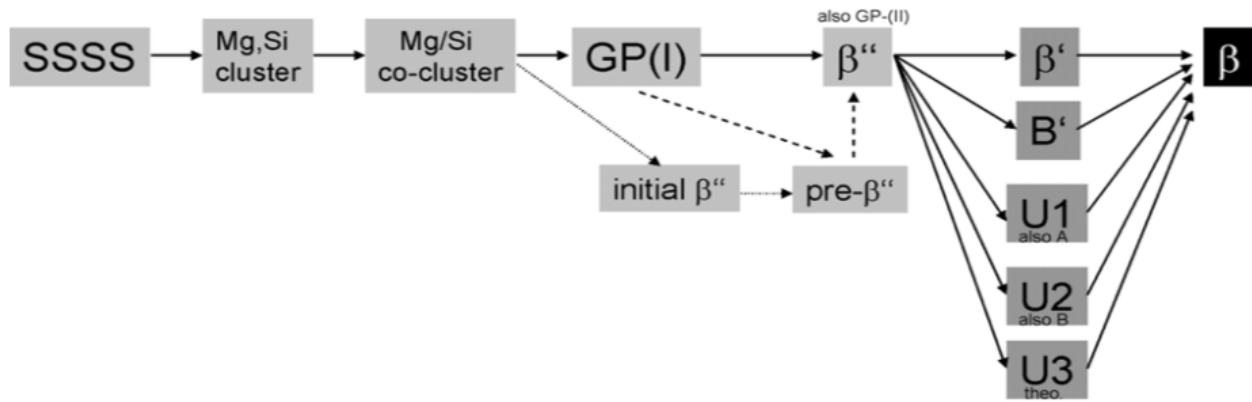 SSSS
Mg,Si
cluster
Mg/Si
co-cluster
GP(I)
also GP-(II)
β“
β‘
β
B‘
initial β“
pre-β“
U1
also A
U2
also B
U3
theo.